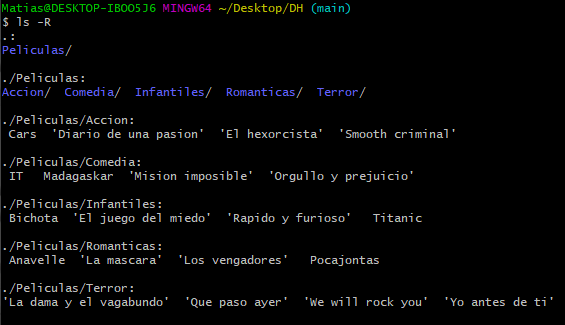 Matias@DESKTOP-IBOO5J6 MINGW64 ~/Desktop/DH (main)
$ ls -R
.:
Peliculas/

./Peliculas:
Accion/  Comedia/  Infantiles/  Romanticas/  Terror/

./Peliculas/Accion:
 Cars  'Diario de una pasion'  'El hexorcista'  'Smooth criminal'

./Peliculas/Comedia:
 IT   Madagaskar  'Mision imposible'  'Orgullo y prejuicio'

./Peliculas/Infantiles:
 Bichota  'El juego del miedo'  'Rapido y furioso'   Titanic

./Peliculas/Romanticas:
 Anavelle  'La mascara'  'Los vengadores'   Pocajontas

./Peliculas/Terror:
'La dama y el vagabundo'  'Que paso ayer'  'We will rock you'  'Yo antes de ti'